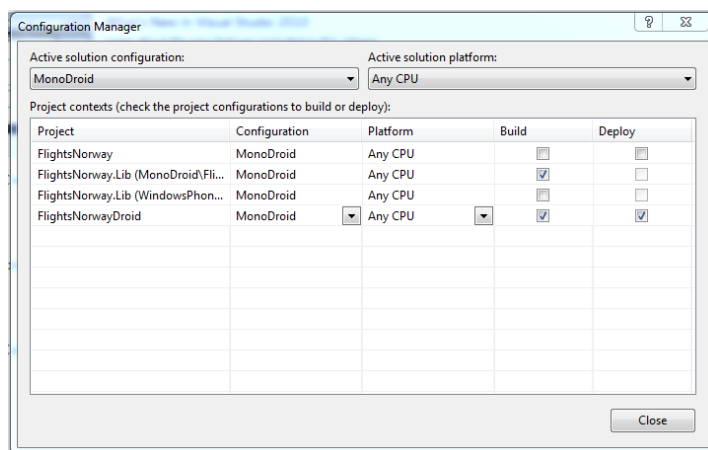 Configuration Manager
Active solution configuration: Active solution platform:
MonoDroid Any CPU
Project contexts (check the project configurations to build or deploy):
Project Configuration Platform Build Deploy
FlightsNorway MonoDroid Any CPU
FlightsNorway.Lib (MonoDroid\Fli... MonoDroid Any CPU
FlightsNorway.Lib (WindowsPhon... MonoDroid Any CPU
FlightsNorwayDroid MonoDroid Any CPU
Close